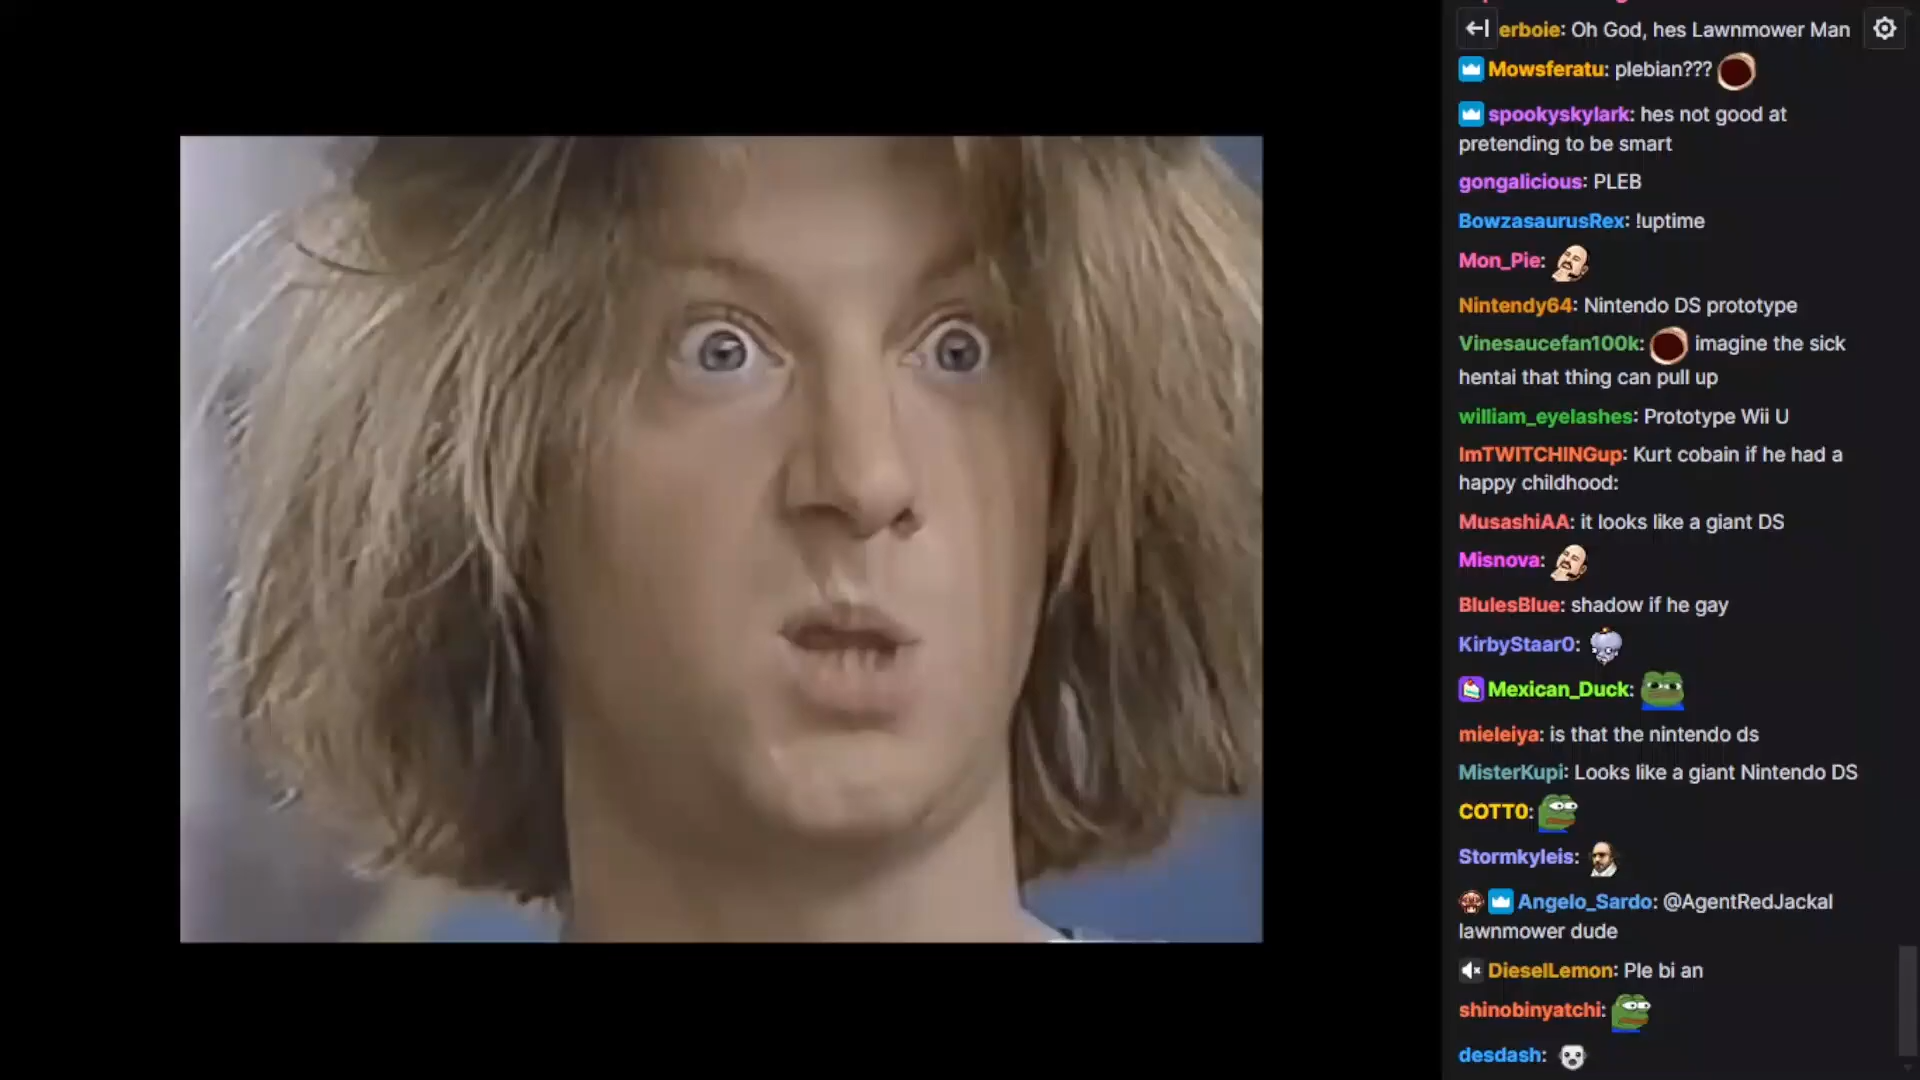 erboie: Oh God, hes Lawnmower Man
Mowsferatu: plebian???
spookyskylark: hes not good at
pretending to be smart
gongalicious: PLEB
BowzasaurusRex: !uptime
Mon_Pie:
Nintendy64: Nintendo DS prototype
Vinesaucefan100k: imagine the sick
hentai that thing can pull up
william_eyelashes: Prototype Wii U
ImTWITCHINGup: Kurt cobain if he had a
happy childhood:
MusashiAA: it looks like a giant DS
Misnova:
BlulesBlue: shadow if he gay
KirbyStaar0:
Mexican_Duck:
mieleiya: is that the nintendo ds
MisterKupi: Looks like a giant Nintendo DS
COTT0:
Stormkyleis:
Angelo_Sardo: @AgentRedJackal
lawnmower dude
DieselLemon: Ple bi an
shinobinyatchi:
desdash: